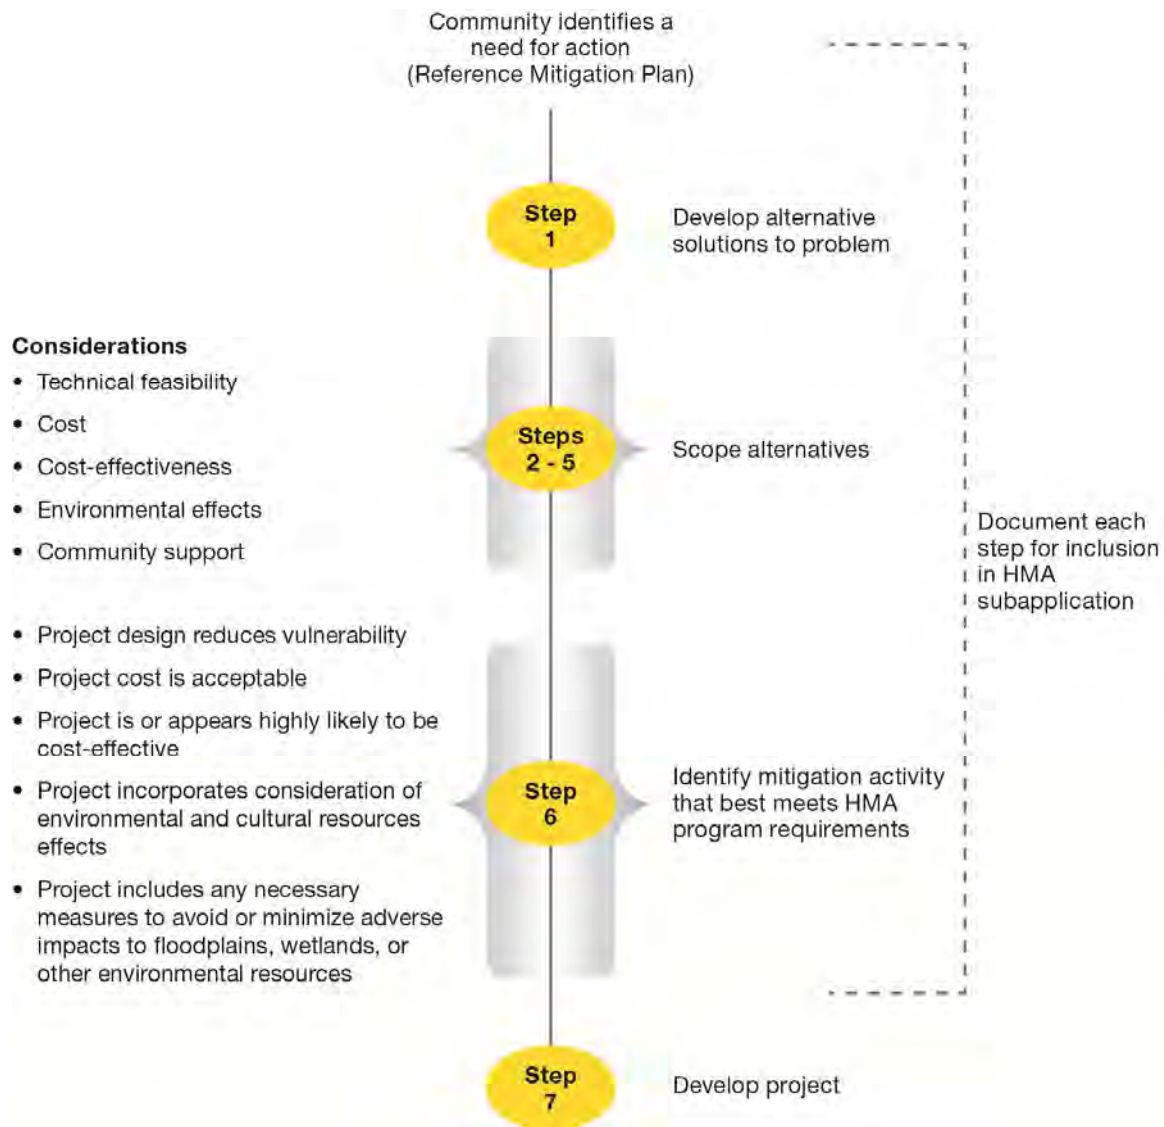 Community identifies a
need for action
(Reference Mitigation Plan)
Step
1
Develop alternative
solutions to problem
Considerations
• Technical feasibility
• Cost
• Cost-effectiveness
• Environmental effects
• Community support
Steps
2 - 5
Scope alternatives
Document each
step for inclusion
in HMA
subapplication
• Project design reduces vulnerability
• Project cost is acceptable
• Project is or appears highly likely to be
cost-effective
• Project incorporates consideration of
environmental and cultural resources
effects
• Project includes any necessary
measures to avoid or minimize adverse
impacts to floodplains, wetlands, or
other environmental resources
Step
6
Identify mitigation activity
that best meets HMA
program requirements
Step
7
Develop project